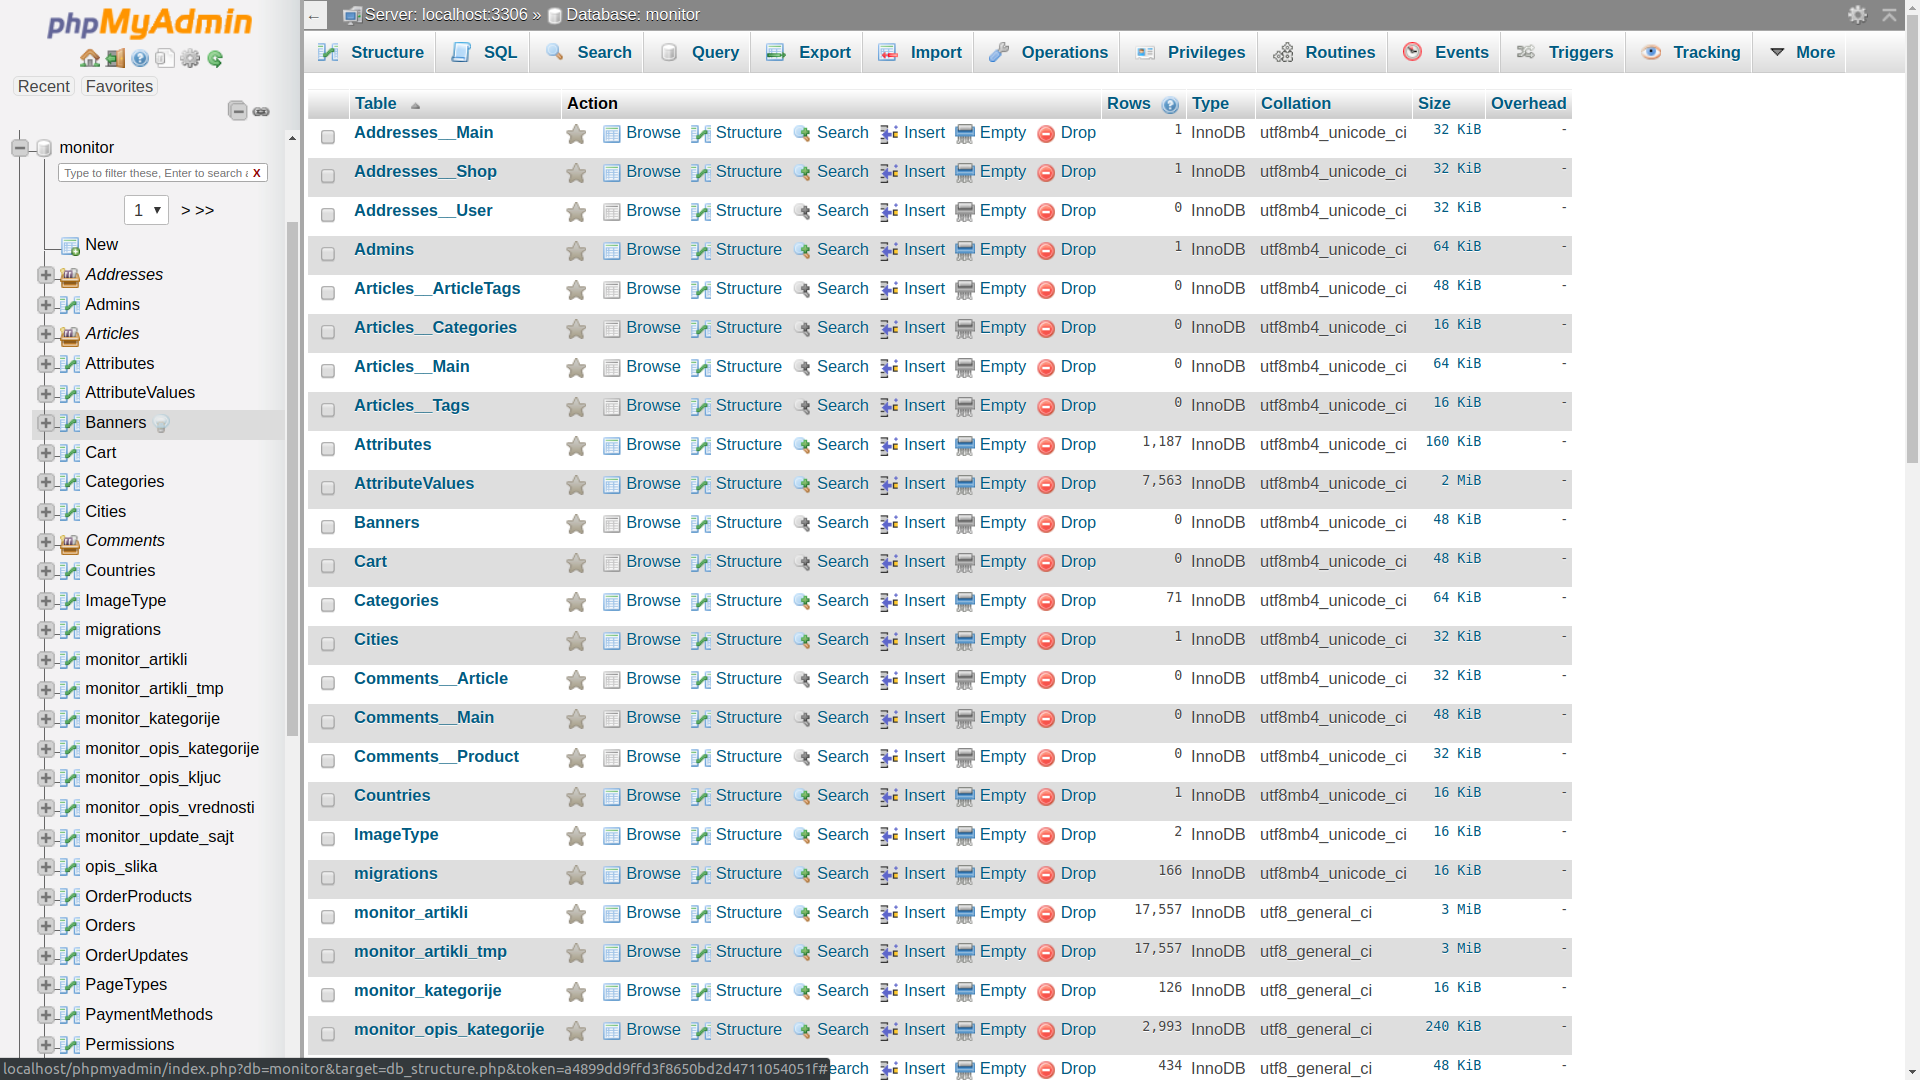 phpMyAdmin
Recent Favorites
monitor
Type to filter these, Enter to search a X
1 > >>
New
Addresses
Admins
Articles
Attributes
AttributeValues
Banners
Cart
Categories
Cities
Comments
Countries
ImageType
migrations
monitor_artikli
monitor_artikli_tmp
monitor_kategorije
monitor_opis_kategorije
monitor_opis_kljuc
monitor_opis_vrednosti
monitor_update_sajt
opis_slika
OrderProducts
Orders
OrderUpdates
PageTypes
PaymentMethods
Permissions
← Server: localhost:3306 » Database: monitor
Structure SQL Search Query Export Import Operations Privileges Routines Events Triggers Tracking More
Table Action Rows Type Collation Size Overhead
Addresses__Main Browse Structure Search Insert Empty Drop 1 InnoDB utf8mb4_unicode_ci 32 KiB -
Addresses__Shop Browse Structure Search Insert Empty Drop 1 InnoDB utf8mb4_unicode_ci 32 KiB -
Addresses__User Browse Structure Search Insert Empty Drop 0 InnoDB utf8mb4_unicode_ci 32 KiB -
Admins Browse Structure Search Insert Empty Drop 1 InnoDB utf8mb4_unicode_ci 64 KiB -
Articles__ArticleTags Browse Structure Search Insert Empty Drop 0 InnoDB utf8mb4_unicode_ci 48 KiB -
Articles__Categories Browse Structure Search Insert Empty Drop 0 InnoDB utf8mb4_unicode_ci 16 KiB -
Articles__Main Browse Structure Search Insert Empty Drop 0 InnoDB utf8mb4_unicode_ci 64 KiB -
Articles__Tags Browse Structure Search Insert Empty Drop 0 InnoDB utf8mb4_unicode_ci 16 KiB -
Attributes Browse Structure Search Insert Empty Drop 1,187 InnoDB utf8mb4_unicode_ci 160 KiB -
AttributeValues Browse Structure Search Insert Empty Drop 7,563 InnoDB utf8mb4_unicode_ci 2 MiB -
Banners Browse Structure Search Insert Empty Drop 0 InnoDB utf8mb4_unicode_ci 48 KiB -
Cart Browse Structure Search Insert Empty Drop 0 InnoDB utf8mb4_unicode_ci 48 KiB -
Categories Browse Structure Search Insert Empty Drop 71 InnoDB utf8mb4_unicode_ci 64 KiB -
Cities Browse Structure Search Insert Empty Drop 1 InnoDB utf8mb4_unicode_ci 32 KiB -
Comments__Article Browse Structure Search Insert Empty Drop 0 InnoDB utf8mb4_unicode_ci 32 KiB -
Comments__Main Browse Structure Search Insert Empty Drop 0 InnoDB utf8mb4_unicode_ci 48 KiB -
Comments__Product Browse Structure Search Insert Empty Drop 0 InnoDB utf8mb4_unicode_ci 32 KiB -
Countries Browse Structure Search Insert Empty Drop 1 InnoDB utf8mb4_unicode_ci 16 KiB -
ImageType Browse Structure Search Insert Empty Drop 2 InnoDB utf8mb4_unicode_ci 16 KiB -
migrations Browse Structure Search Insert Empty Drop 166 InnoDB utf8mb4_unicode_ci 16 KiB -
monitor_artikli Browse Structure Search Insert Empty Drop 17,557 InnoDB utf8_general_ci 3 MiB -
monitor_artikli_tmp Browse Structure Search Insert Empty Drop 17,557 InnoDB utf8_general_ci 3 MiB -
monitor_kategorije Browse Structure Search Insert Empty Drop 126 InnoDB utf8_general_ci 16 KiB -
monitor_opis_kategorije Browse Structure Search Insert Empty Drop 2,993 InnoDB utf8_general_ci 240 KiB -
earch Insert Empty Drop 434 InnoDB utf8_general_ci 48 KiB -
localhost/phpmyadmin/index.php?db=monitor&target=db_structure.php&token=a4899dd9ffd3f8650bd2d4711054051f#